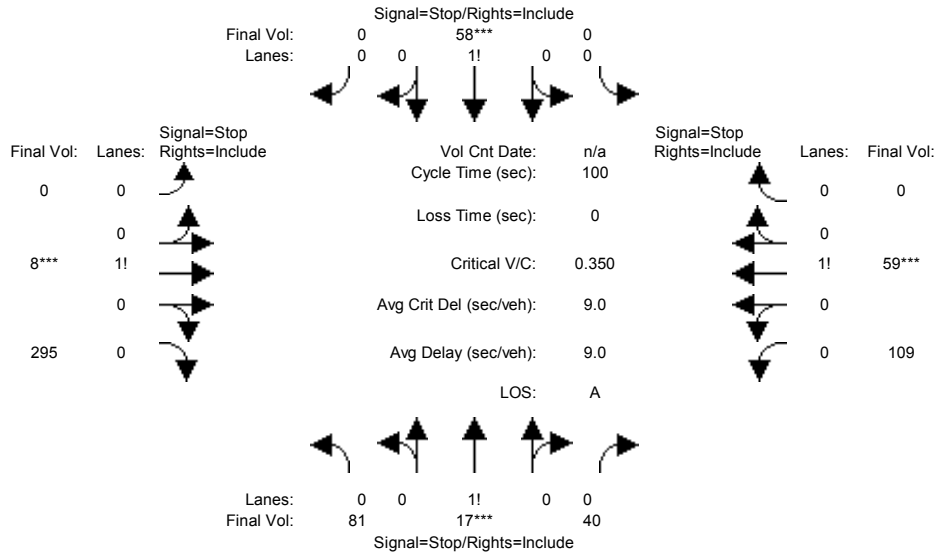 Signal=Stop/Rights=Include
Final Vol: 0 58*** 0
Lanes: 0 0 1! 0 0
Signal=Stop Signal=Stop
Final Vol: Lanes: Rights=Include Vol Cnt Date: n/a Rights=Include Lanes: Final Vol:
Cycle Time (sec): 100
0 0 0 0
Loss Time (sec): 0
0 0
8*** 1! Critical V/C: 0.350 1! 59***
0 Avg Crit Del (sec/veh): 9.0 0
295 0 Avg Delay (sec/veh): 9.0 0 109
LOS: A
Lanes: 0 0 1! 0 0
Final Vol: 81 17*** 40
Signal=Stop/Rights=Include